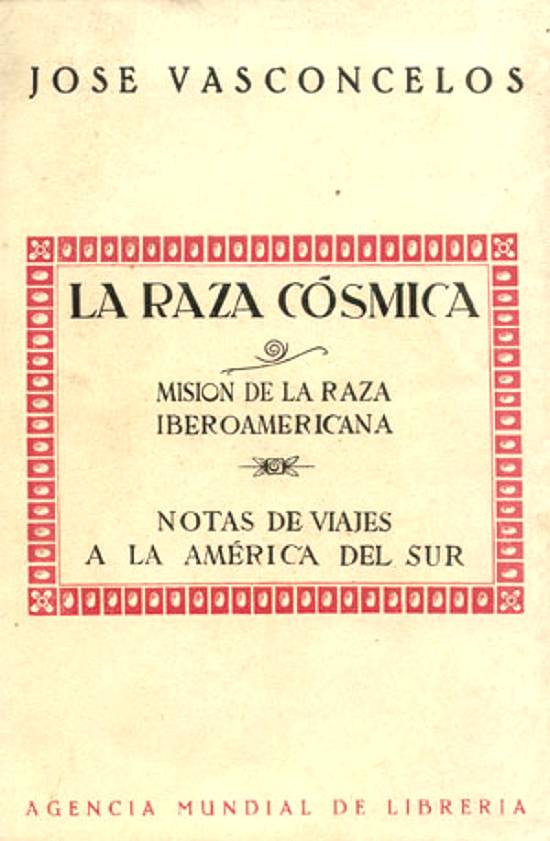 JOSE VASCONCELOS
LA RAZA CÓSMICA
MISION DE LA RAZA
IBEROAMERICANA
NOTAS DE VIAJES
A LA AMÉRICA DEL SUR
AGENCIA MUNDIAL DE LIBRERIA